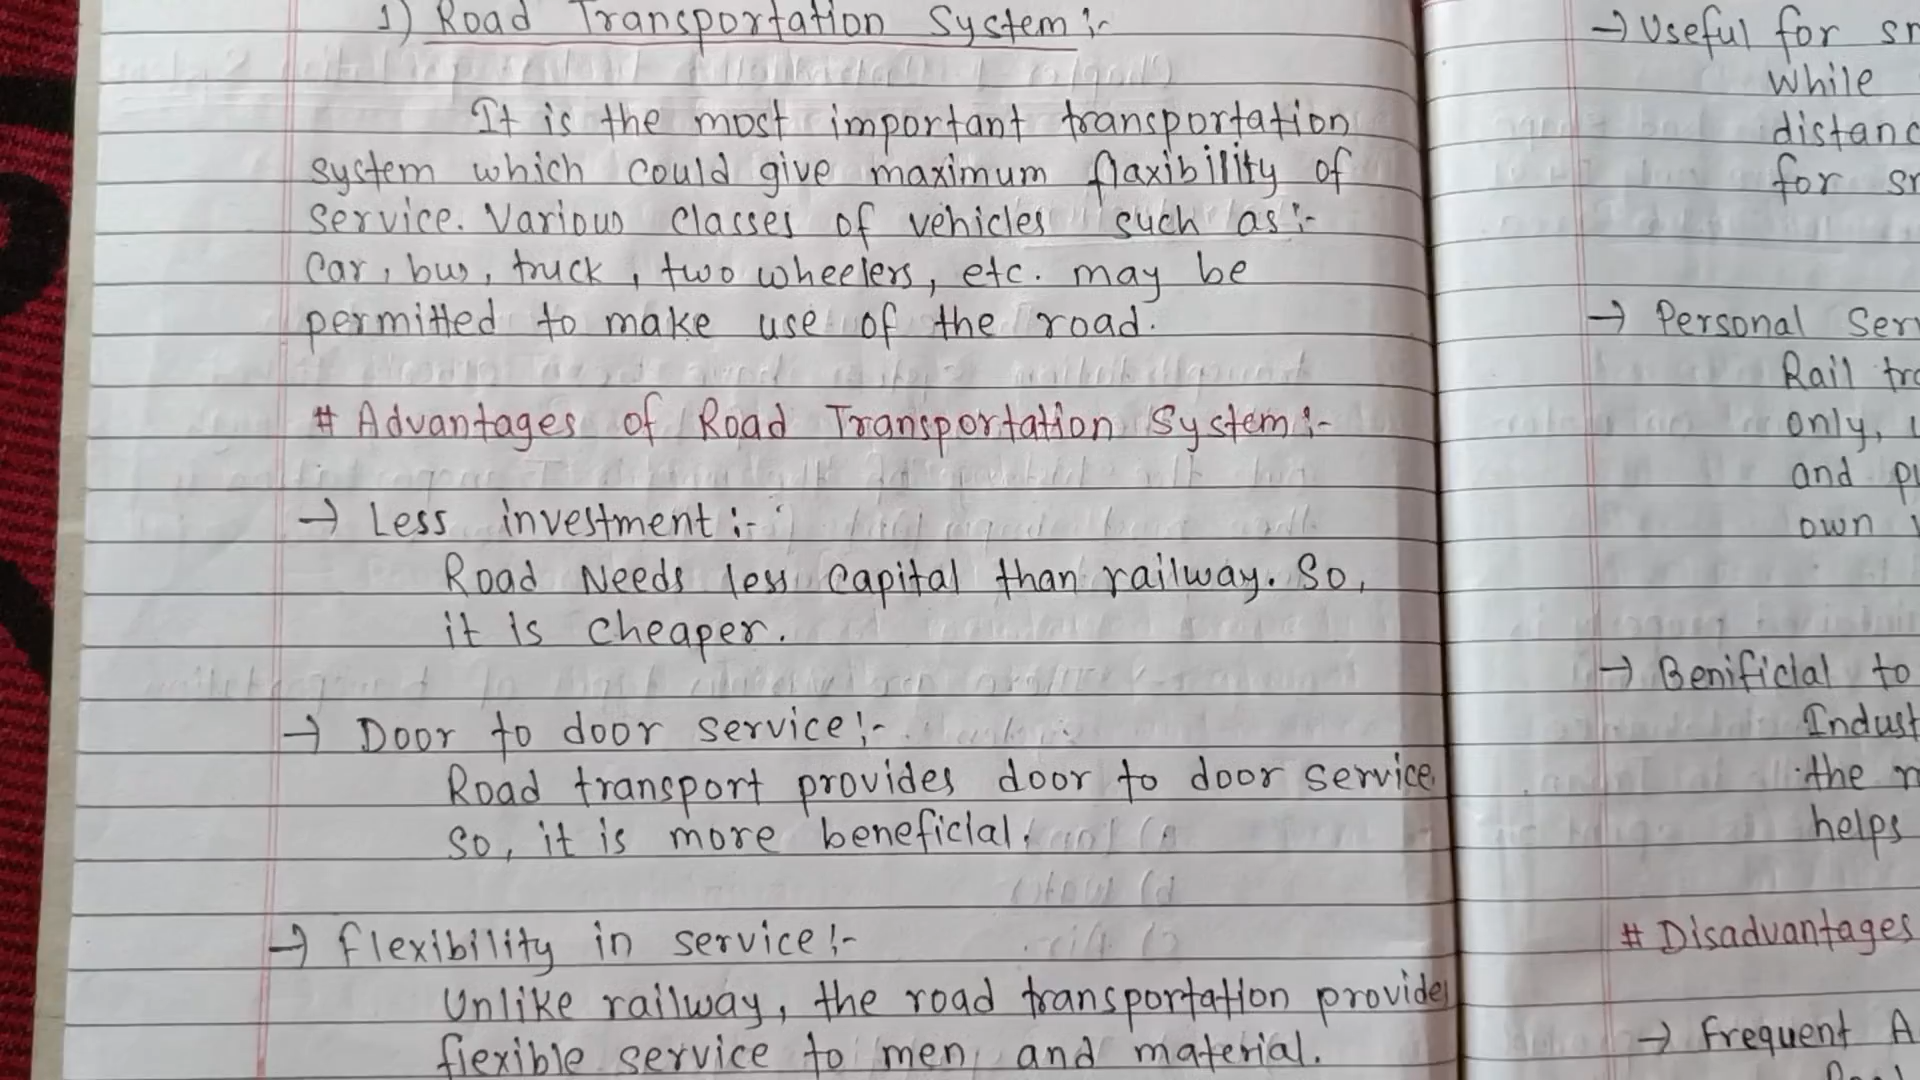 1) Road Transportation System :-
It is the most important transportation
system which could give maximum flaxibility of
service. Various classes of vehicles such as :-
Car, bus, truck, two wheelers, etc. may be
permitted to make use of the road.
# Advantages of Road Transportation System :-
→ Less investment :-
Road Needs less capital than railway. So,
it is cheaper.
→ Door to door service :-
Road transport provides door to door service
so, it is more beneficial.
→ flexibility in service :-
Unlike railway, the road transportation provides
flexible service to men and material.
→ Useful for
While
for
→ Personal
Rail
only,
and
own
→ Benificial to
the
helps
# Disadvantages
→ Frequent